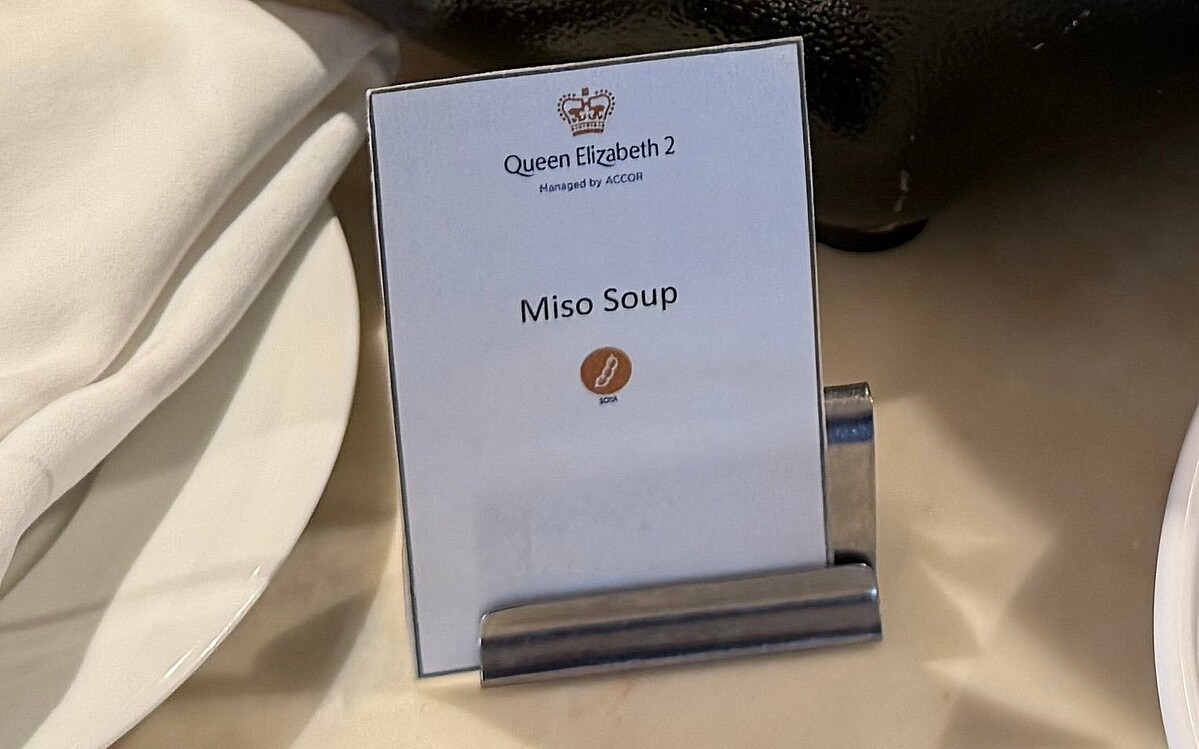 Queen Elizabeth 2
Managed by ACCOR
Miso Soup
SOYA